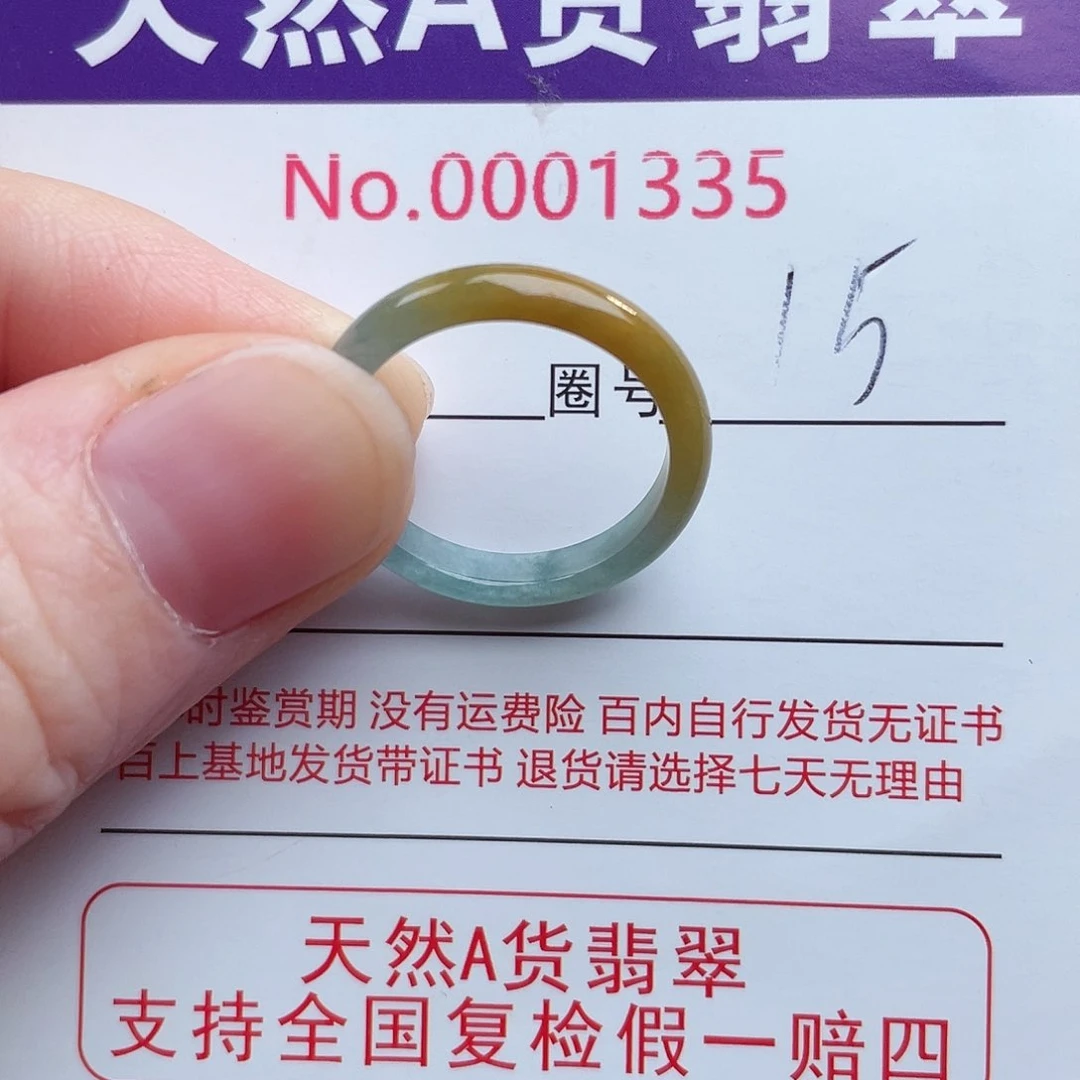 天然A货翡翠
No.0001335
圈号 15
时鉴赏期 没有运费险 百内自行发货无证书
百上基地发货带证书 退货请选择七天无理由
天然A货翡翠
支持全国复检假一赔四